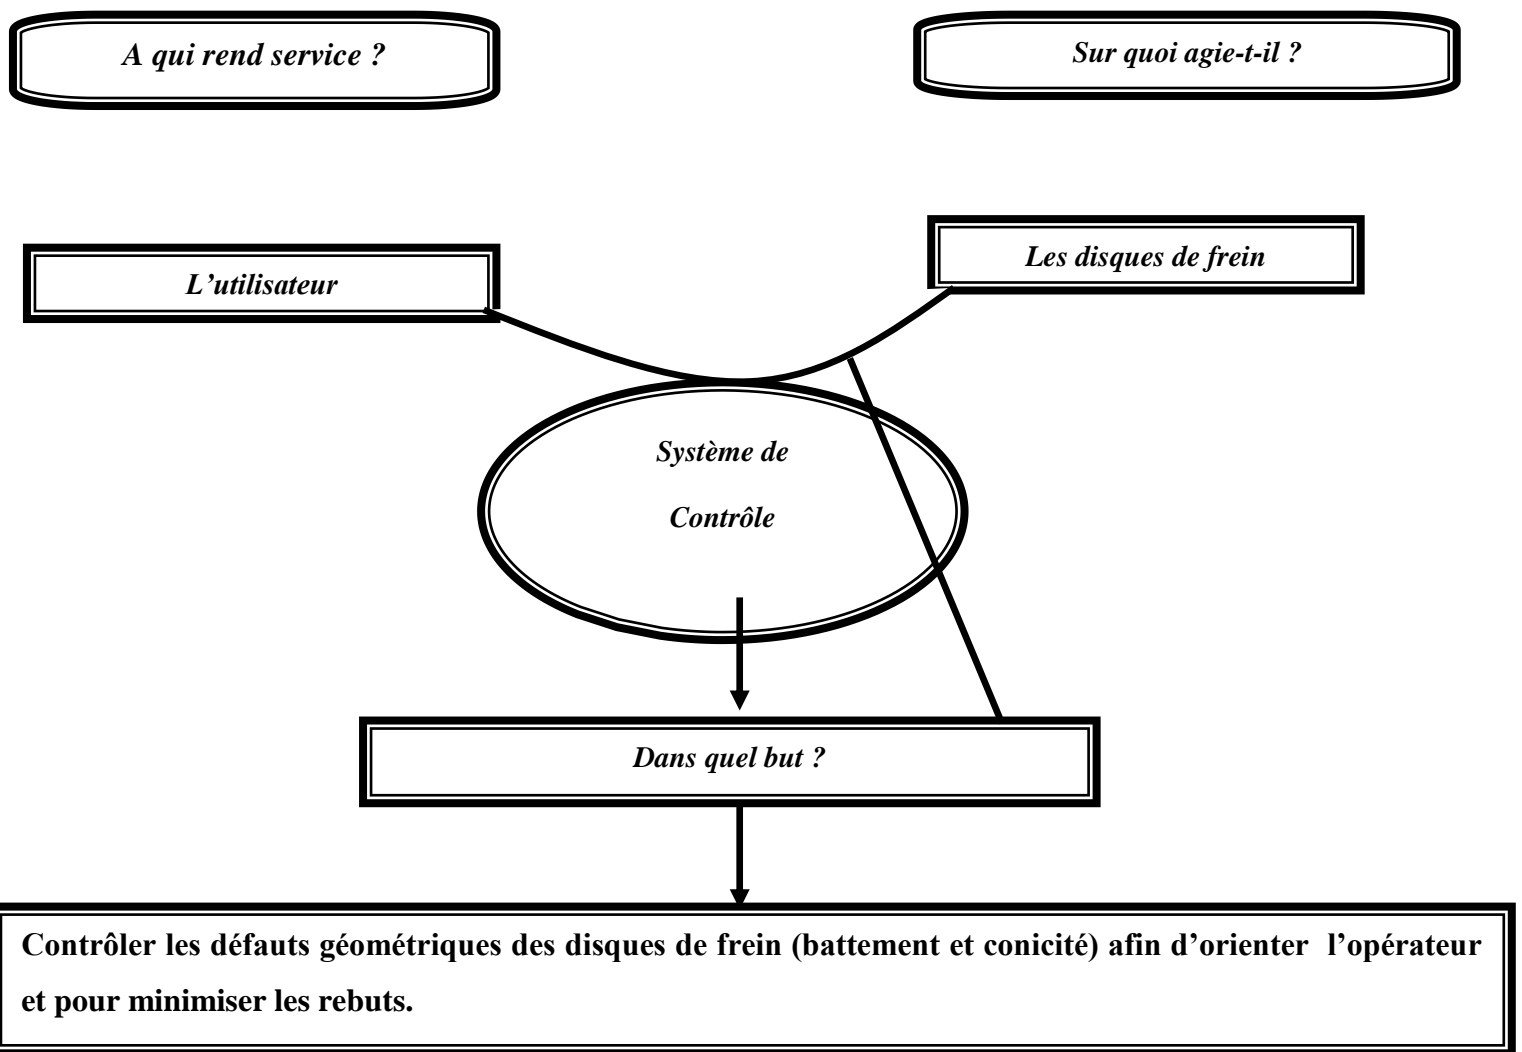 A qui rend service ?
Sur quoi agie-t-il ?
L’utilisateur
Les disques de frein
Système de
Contrôle
Dans quel but ?
Contrôler les défauts géométriques des disques de frein (battement et conicité) afin d’orienter l’opérateur
et pour minimiser les rebuts.